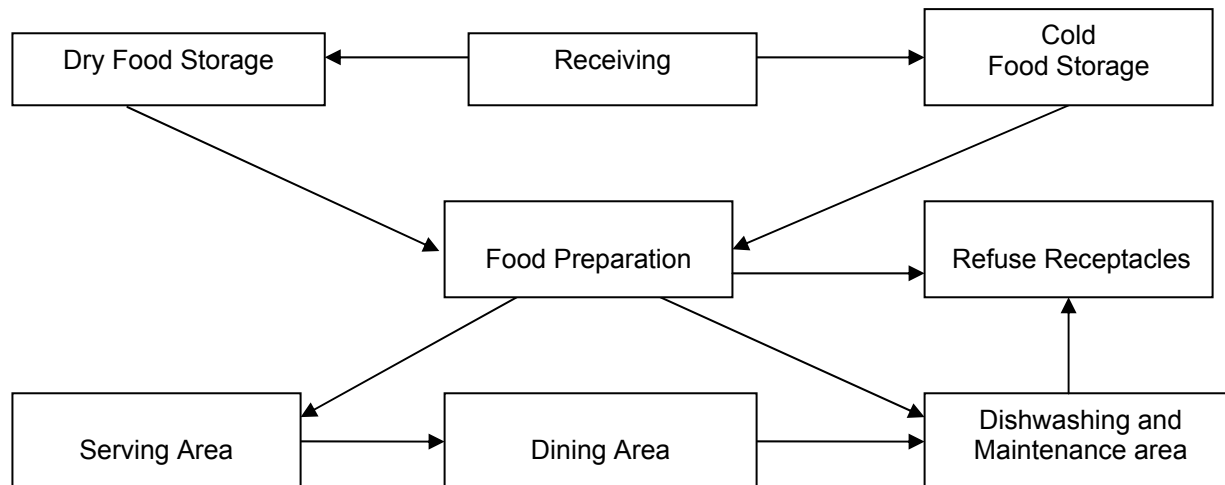 Dry Food Storage
Receiving
Cold
Food Storage
Food Preparation
Refuse Receptacles
Serving Area
Dining Area
Dishwashing and
Maintenance area